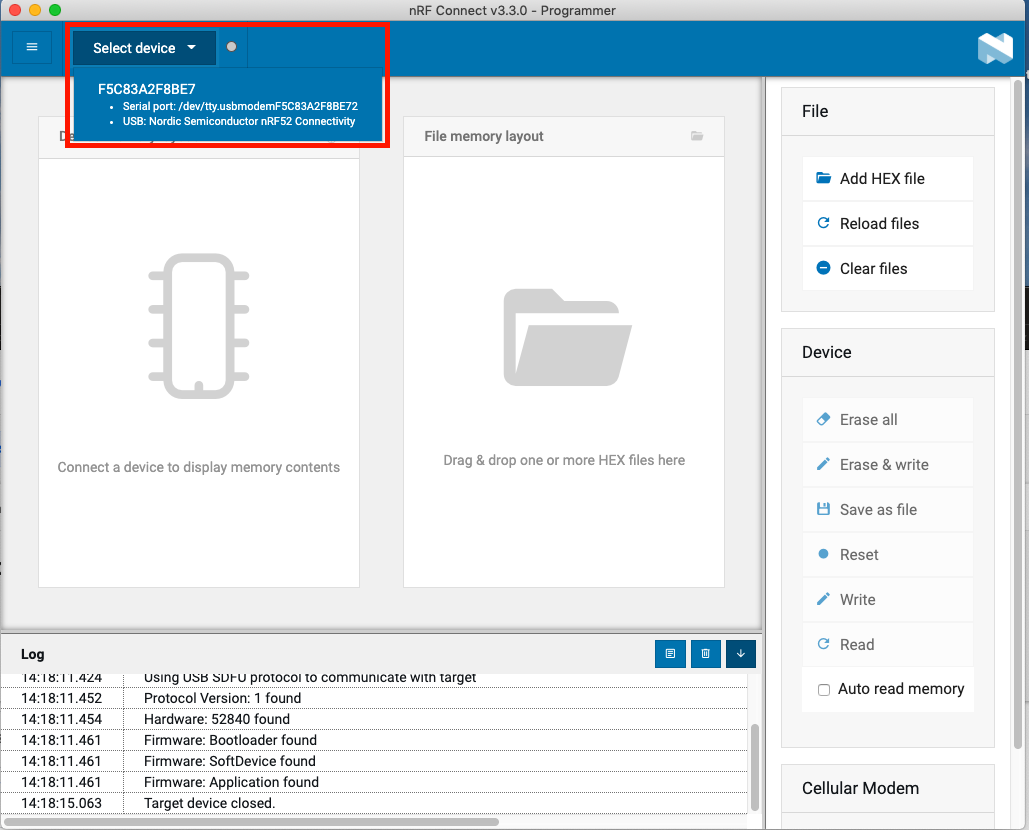 nRF Connect v3.3.0 - Programmer
Select device
F5C83A2F8BE7
Serial port: /dev/tty.usbmodemF5C83A2F8BE72
USB: Nordic Semiconductor nRF52 Connectivity
File memory layout
Connect a device to display memory contents
Drag & drop one or more HEX files here
File
Add HEX file
Reload files
Clear files
Device
Erase all
Erase & write
Save as file
Reset
Write
Read
Auto read memory
Cellular Modem
Log
14:18:11.424 Using USB SDFU protocol to communicate with target
14:18:11.452 Protocol Version: 1 found
14:18:11.454 Hardware: 52840 found
14:18:11.461 Firmware: Bootloader found
14:18:11.461 Firmware: SoftDevice found
14:18:11.461 Firmware: Application found
14:18:15.063 Target device closed.